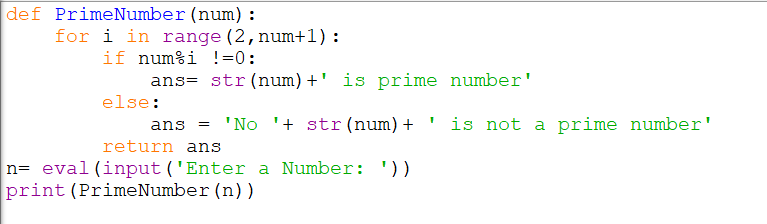 def PrimeNumber(num):
    for i in range(2,num+1):
        if num%i !=0:
            ans= str(num)+' is prime number'
        else:
            ans = 'No '+ str(num)+ ' is not a prime number'
        return ans
n= eval(input('Enter a Number: '))
print(PrimeNumber(n))